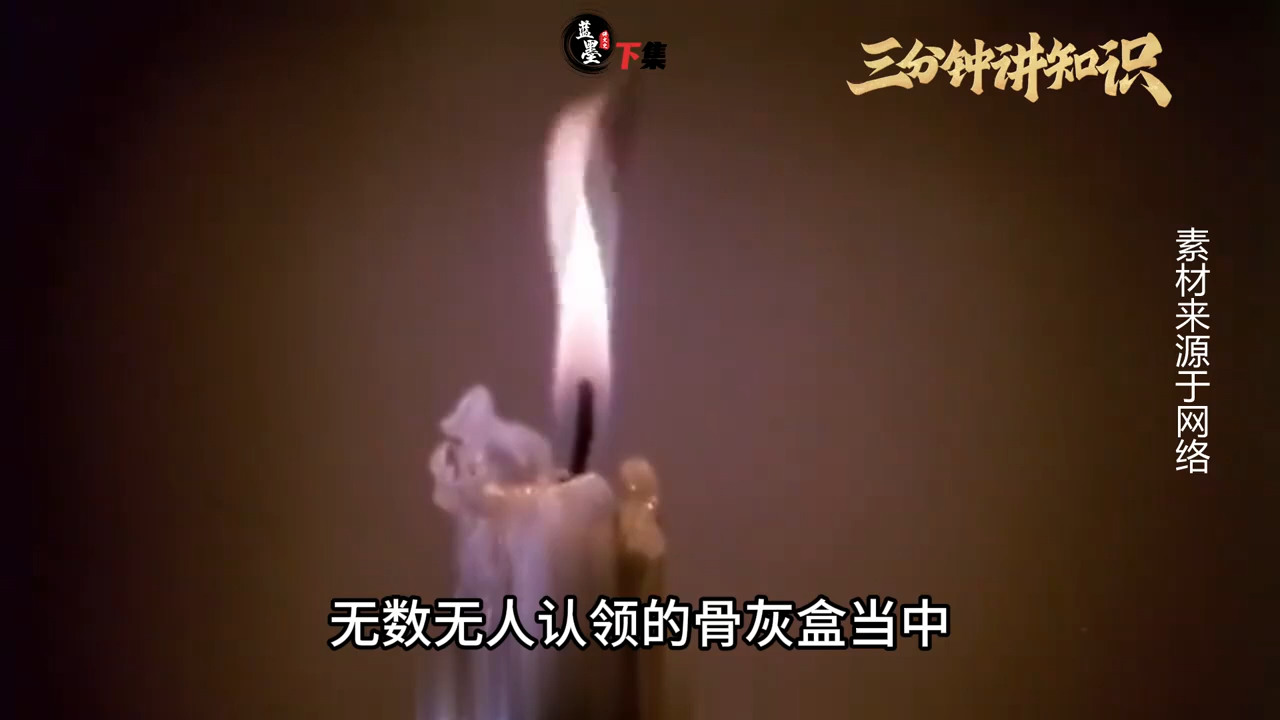 蓝墨
下集
三分钟讲知识
素材来源于网络
无数无人认领的骨灰盒当中